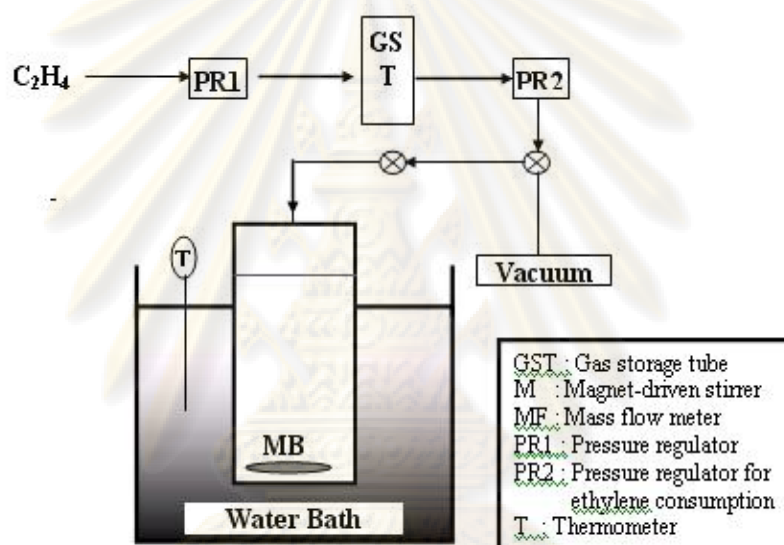 C₂H₄
PR1
GS
T
PR2
T
Vacuum
MB
Water Bath
GST : Gas storage tube
M : Magnet-driven stirrer
MF : Mass flow meter
PR1 : Pressure regulator
PR2 : Pressure regulator for
ethylene consumption
T : Thermometer